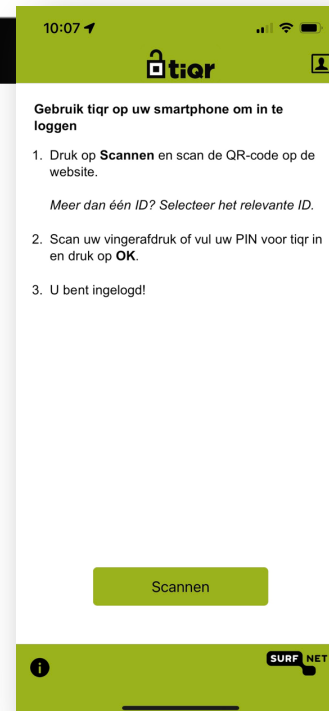 10:07
tiqr
Gebruik tiqr op uw smartphone om in te
loggen
1. Druk op Scannen en scan de QR-code op de
website.
Meer dan één ID? Selecteer het relevante ID.
2. Scan uw vingerafdruk of vul uw PIN voor tiqr in
en druk op OK.
3. U bent ingelogd!
Scannen
SURF NET